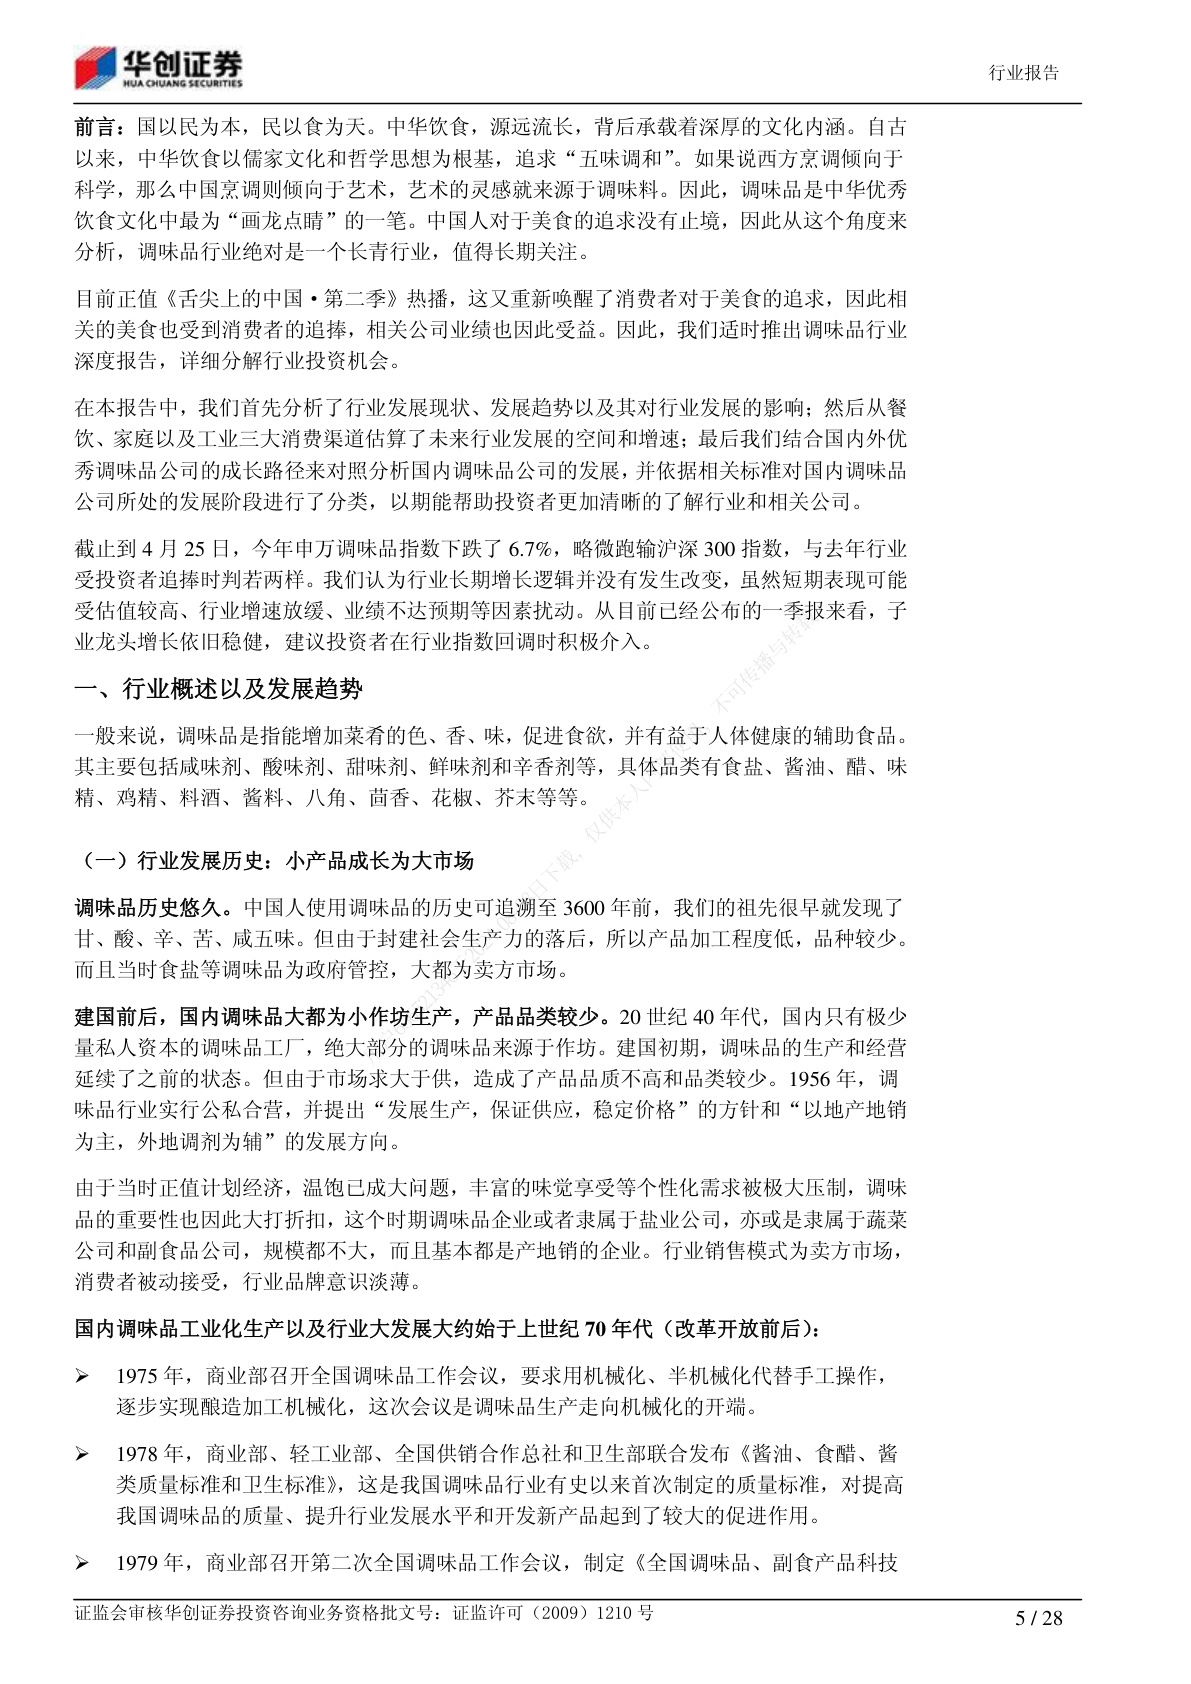 华创证券
HUA CHUANG SECURITIES
行业报告
前言：国以民为本，民以食为天。中华饮食，源远流长，背后承载着深厚的文化内涵。自古
以来，中华饮食以儒家文化和哲学思想为根基，追求“五味调和”。如果说西方烹调倾向于
科学，那么中国烹调则倾向于艺术，艺术的灵感就来源于调味料。因此，调味品是中华优秀
饮食文化中最为“画龙点睛”的一笔。中国人对于美食的追求没有止境，因此从这个角度来
分析，调味品行业绝对是一个长青行业，值得长期关注。
目前正值《舌尖上的中国·第二季》热播，这又重新唤醒了消费者对于美食的追求，因此相
关的美食也受到消费者的追捧，相关公司业绩也因此受益。因此，我们适时推出调味品行业
深度报告，详细分解行业投资机会。
在本报告中，我们首先分析了行业发展现状、发展趋势以及其对行业发展的影响；然后从餐
饮、家庭以及工业三大消费渠道估算了未来行业发展的空间和增速；最后我们结合国内外优
秀调味品公司的成长路径来对照分析国内调味品公司的发展，并依据相关标准对国内调味品
公司所处的发展阶段进行了分类，以期能帮助投资者更加清晰的了解行业和相关公司。
截止到 4 月 25 日，今年申万调味品指数下跌了 6.7%，略微跑输沪深 300 指数，与去年行业
受投资者追捧时判若两样。我们认为行业长期增长逻辑并没有发生改变，虽然短期表现可能
受估值较高、行业增速放缓、业绩不达预期等因素扰动。从目前已经公布的一季报来看，子
业龙头增长依旧稳健，建议投资者在行业指数回调时积极介入。
一、行业概述以及发展趋势
一般来说，调味品是指能增加菜肴的色、香、味，促进食欲，并有益于人体健康的辅助食品。
其主要包括咸味剂、酸味剂、甜味剂、鲜味剂和辛香剂等，具体品类有食盐、酱油、醋、味
精、鸡精、料酒、酱料、八角、茴香、花椒、芥末等等。
（一）行业发展历史：小产品成长为大市场
调味品历史悠久。中国人使用调味品的历史可追溯至 3600 年前，我们的祖先很早就发现了
甘、酸、辛、苦、咸五味。但由于封建社会生产力的落后，所以产品加工程度低，品种较少。
而且当时食盐等调味品为政府管控，大都为卖方市场。
建国前后，国内调味品大都为小作坊生产，产品品类较少。20 世纪 40 年代，国内只有极少
量私人资本的调味品工厂，绝大部分的调味品来源于作坊。建国初期，调味品的生产和经营
延续了之前的状态。但由于市场求大于供，造成了产品品质不高和品类较少。1956 年，调
味品行业实行公私合营，并提出“发展生产，保证供应，稳定价格”的方针和“以地产地销
为主，外地调剂为辅”的发展方向。
由于当时正值计划经济，温饱已成大问题，丰富的味觉享受等个性化需求被极大压制，调味
品的重要性也因此大打折扣，这个时期调味品企业或者隶属于盐业公司，亦或是隶属于蔬菜
公司和副食品公司，规模都不大，而且基本都是产地销的企业。行业销售模式为卖方市场，
消费者被动接受，行业品牌意识淡薄。
国内调味品工业化生产以及行业大发展大约始于上世纪 70 年代（改革开放前后）：
➢ 1975 年，商业部召开全国调味品工作会议，要求用机械化、半机械化代替手工操作，
逐步实现酿造加工机械化，这次会议是调味品生产走向机械化的开端。
➢ 1978 年，商业部、轻工业部、全国供销合作总社和卫生部联合发布《酱油、食醋、酱
类质量标准和卫生标准》，这是我国调味品行业有史以来首次制定的质量标准，对提高
我国调味品的质量、提升行业发展水平和开发新产品起到了较大的促进作用。
➢ 1979 年，商业部召开第二次全国调味品工作会议，制定《全国调味品、副食产品科技
证监会审核华创证券投资咨询业务资格批文号：证监许可（2009）1210 号
5 / 28